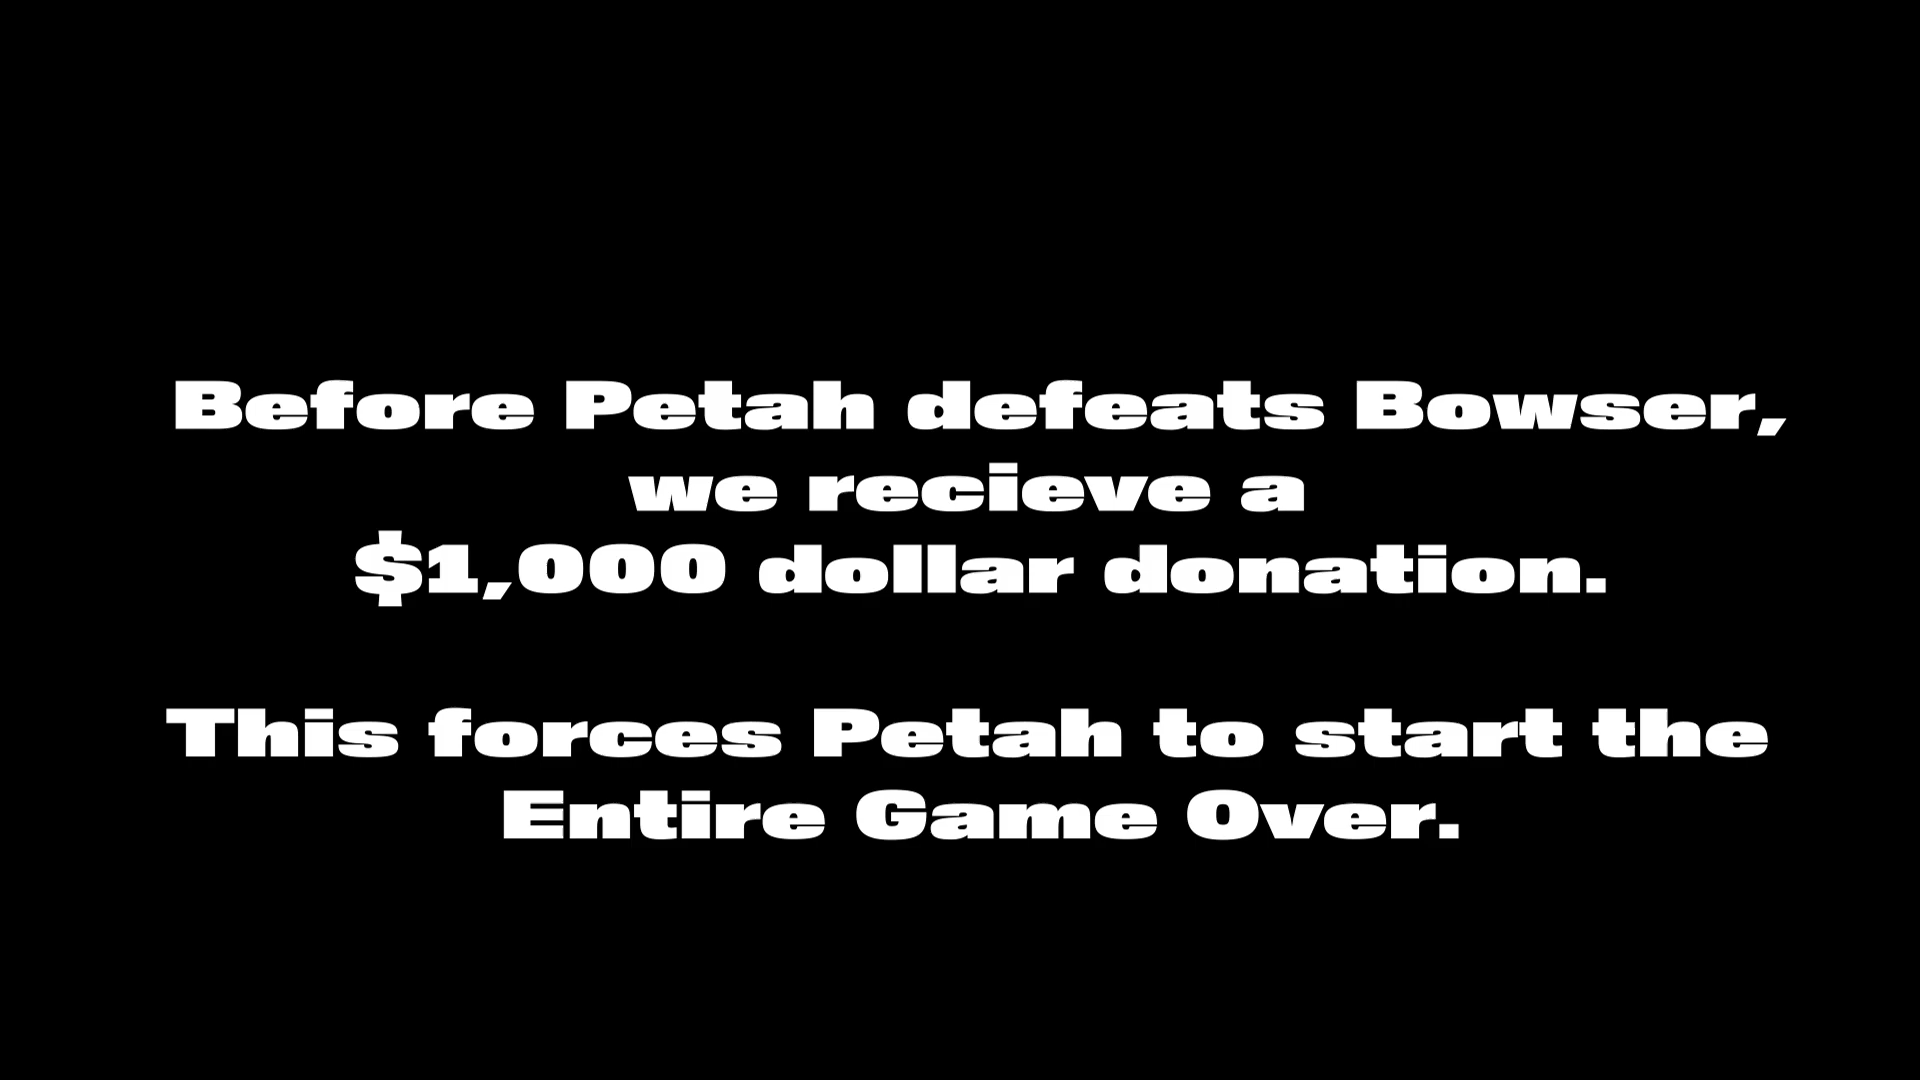 Before Petah defeats Bowser,
we recieve a
$1,000 dollar donation.
This forces Petah to start the
Entire Game Over.